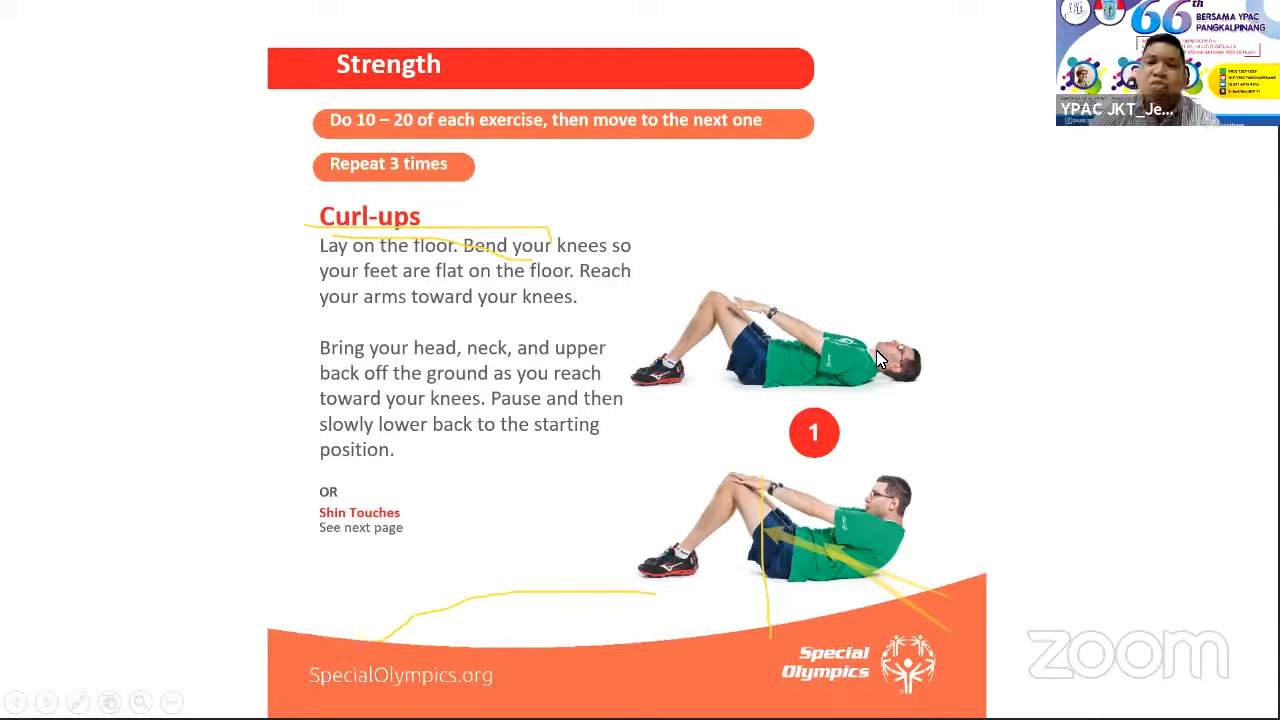 Strength
Do 10 – 20 of each exercise, then move to the next one
Repeat 3 times
Curl-ups
Lay on the floor. Bend your knees so
your feet are flat on the floor. Reach
your arms toward your knees.
Bring your head, neck, and upper
back off the ground as you reach
toward your knees. Pause and then
slowly lower back to the starting
position.
OR
Shin Touches
See next page
1
SpecialOlympics.org
Special
Olympics
66th
BERSAMA YPAC
PANGKALPINANG
YPAC JKT_Je...
zoom